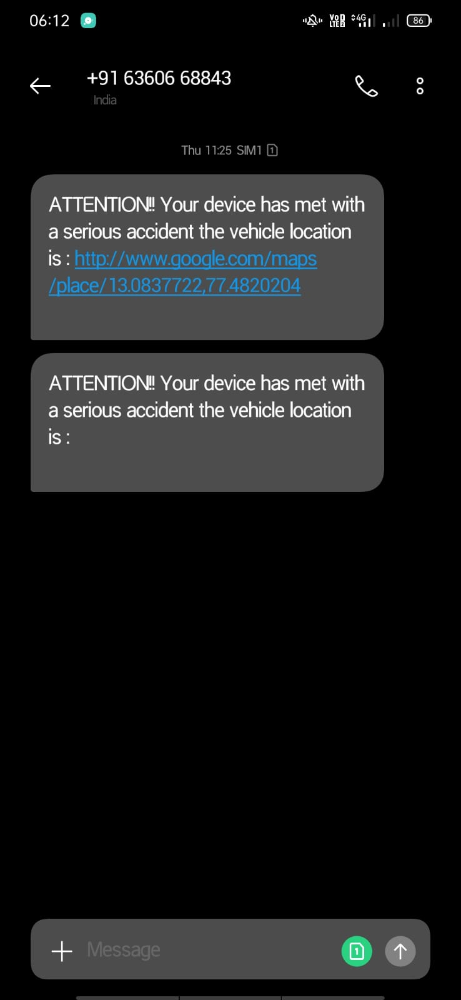 06:12 VoD LTE2 4G 86
+91 63606 68843
India
Thu 11:25 SIM1 1
ATTENTION!! Your device has met with
a serious accident the vehicle location
is : http://www.google.com/maps
/place/13.0837722,77.4820204
ATTENTION!! Your device has met with
a serious accident the vehicle location
is :
Message 1